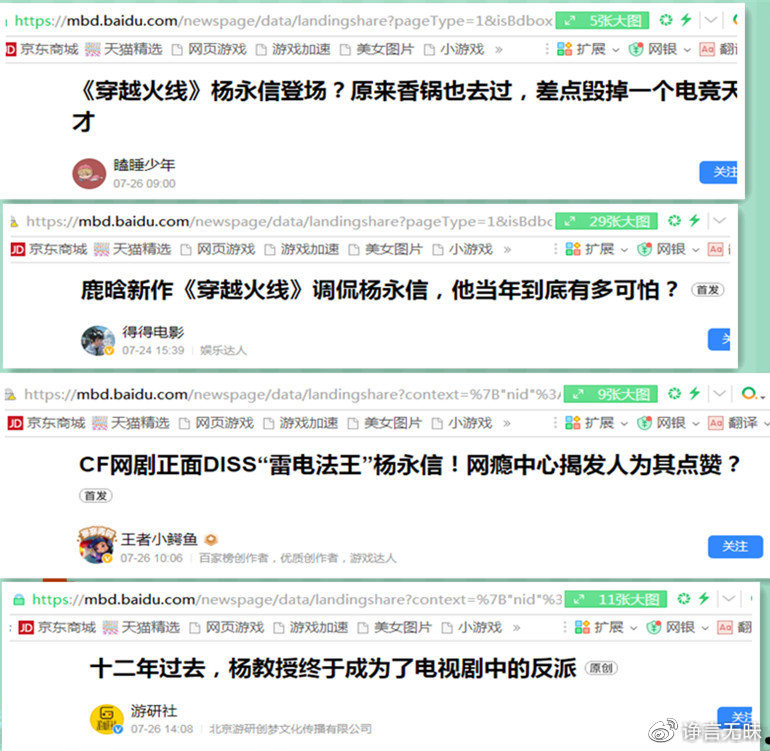 https://mbd.baidu.com/newspage/data/landingshare?pageType=1&isBdbox 5张大图
JD 京东商城 天猫精选 网页游戏 游戏加速 美女图片 小游戏 » 扩展 网银 Aa 翻
《穿越火线》杨永信登场？原来香锅也去过，差点毁掉一个电竞天
才
瞌睡少年
07-26 09:00
关注
https://mbd.baidu.com/newspage/data/landingshare?pageType=1&isBdbo 29张大图
JD 京东商城 天猫精选 网页游戏 游戏加速 美女图片 小游戏 » 扩展 网银 Aa
鹿晗新作《穿越火线》调侃杨永信，他当年到底有多可怕？ 首发
得得电影
07-24 15:39 娱乐达人
https://mbd.baidu.com/newspage/data/landingshare?context=%7B"nid"%3 9张大图
JD 京东商城 天猫精选 网页游戏 游戏加速 美女图片 小游戏 » 扩展 网银 Aa 翻译
CF网剧正面DISS“雷电法王”杨永信！网瘾中心揭发人为其点赞？
首发
王者小鳄鱼
07-26 10:06 百家榜创作者，优质创作者，游戏达人
关注
https://mbd.baidu.com/newspage/data/landingshare?context=%7B"nid"%3 11张大图
JD 京东商城 天猫精选 网页游戏 游戏加速 美女图片 小游戏 » 扩展 网银 Aa 翻
十二年过去，杨教授终于成为了电视剧中的反派 原创
游研社
07-26 14:08 北京游研创梦文化传播有限公司
关注
诤言无昧